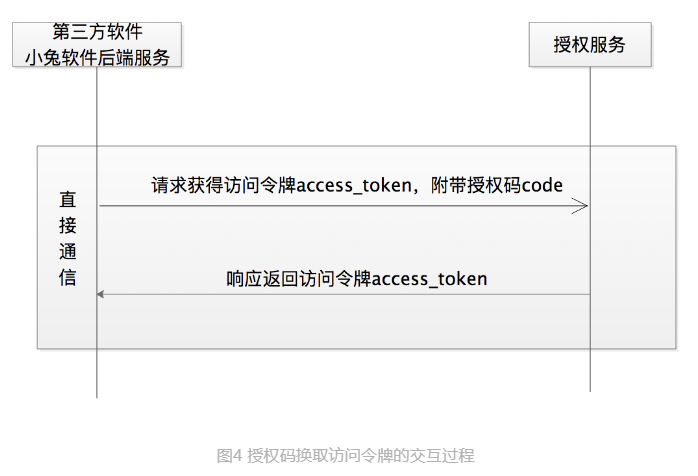 第三方软件
小兔软件后端服务
授权服务
请求获得访问令牌access_token，附带授权码code
直
接
通
信
响应返回访问令牌access_token
图4 授权码换取访问令牌的交互过程